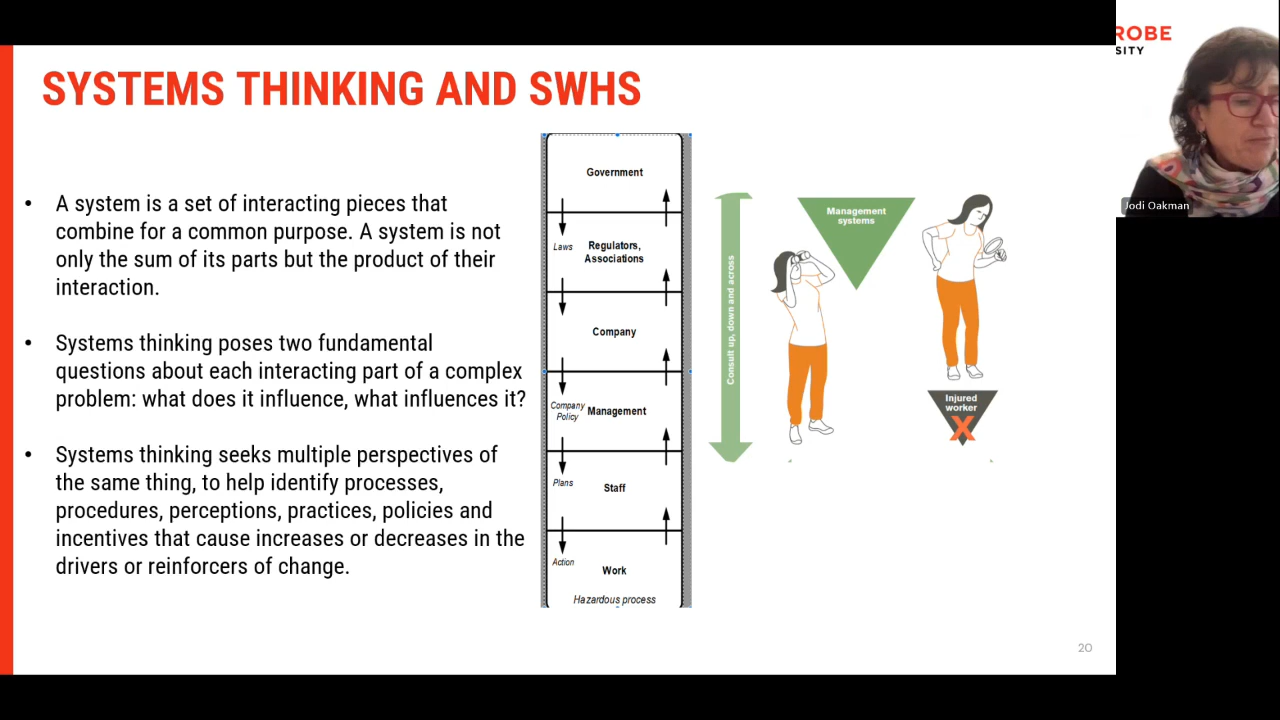 SYSTEMS THINKING AND SWHS
• A system is a set of interacting pieces that
combine for a common purpose. A system is not
only the sum of its parts but the product of their
interaction.
• Systems thinking poses two fundamental
questions about each interacting part of a complex
problem: what does it influence, what influences it?
• Systems thinking seeks multiple perspectives of
the same thing, to help identify processes,
procedures, perceptions, practices, policies and
incentives that cause increases or decreases in the
drivers or reinforcers of change.
Government
Laws
Regulators,
Associations
Company
Company
Policy
Management
Plans
Staff
Action
Work
Hazardous process
Consult up, down and across
Management
systems
Injured
worker
X
20
ROBE
SITY
Jodi Oakman